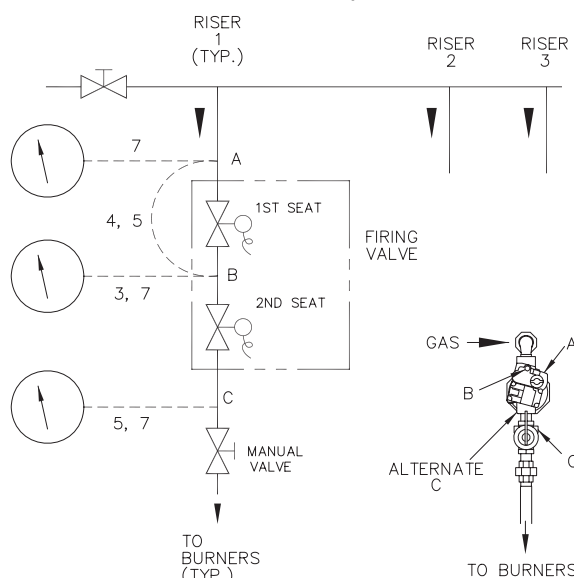 RISER
1
(TYP.)
RISER
2
RISER
3
7
A
1ST SEAT
4, 5
FIRING
VALVE
B
3, 7
2ND SEAT
C
5, 7
MANUAL
VALVE
TO
BURNERS
(TYP.)
GAS
A
B
ALTERNATE
C
C
TO BURNERS